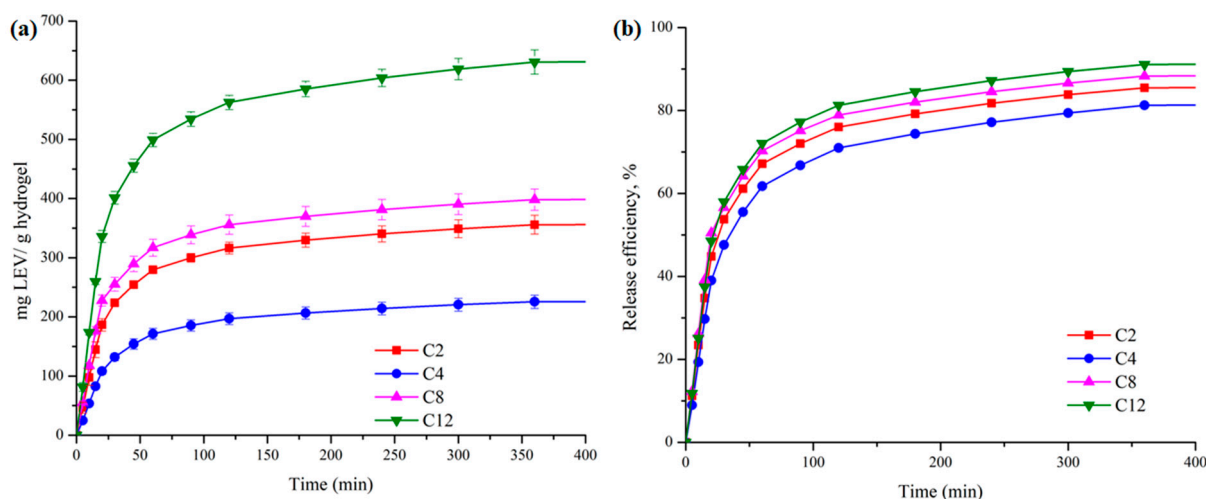 (a)
700
600
500
400
300
200
100
0
mg LEV/ g hydrogel
0 50 100 150 200 250 300 350 400
Time (min)
C2
C4
C8
C12
(b)
100
80
60
40
20
0
Release efficiency, %
0 100 200 300 400
Time (min)
C2
C4
C8
C12